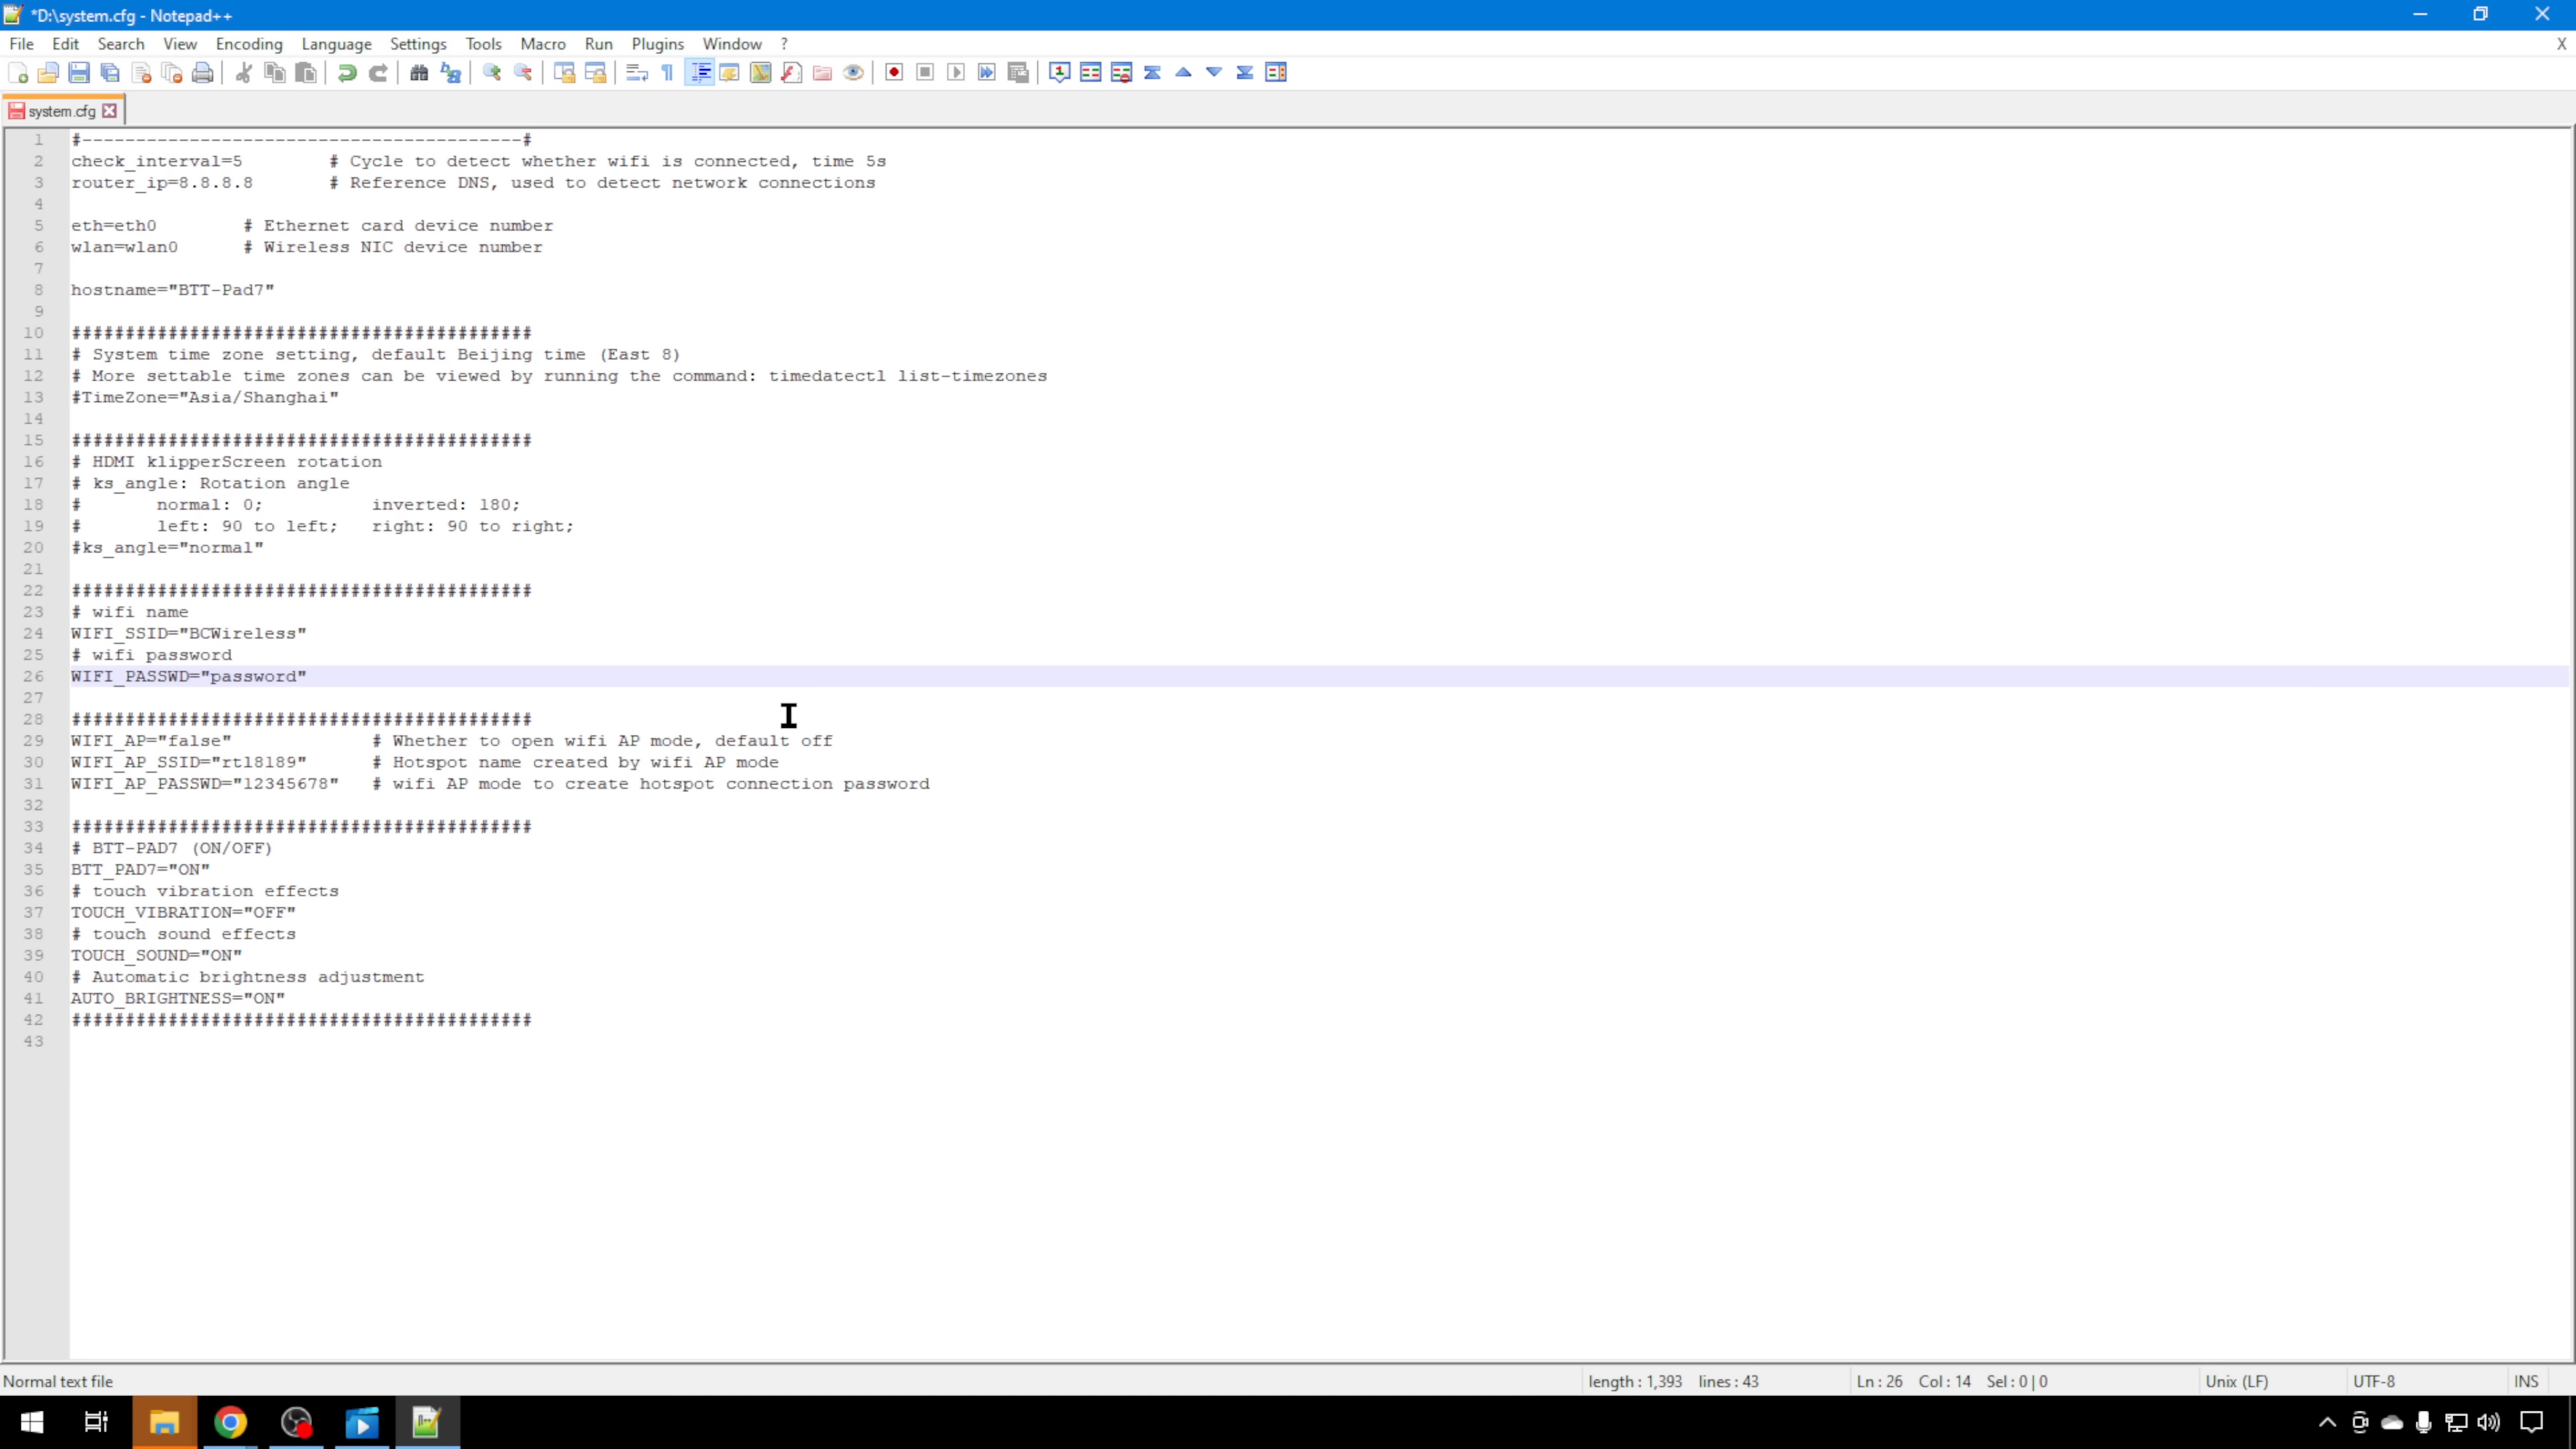 *D:\system.cfg - Notepad++
File Edit Search View Encoding Language Settings Tools Macro Run Plugins Window ? X
system.cfg
1 #-----------------------------------------#
2 check_interval=5        # Cycle to detect whether wifi is connected, time 5s
3 router_ip=8.8.8.8       # Reference DNS, used to detect network connections
4
5 eth=eth0        # Ethernet card device number
6 wlan=wlan0      # Wireless NIC device number
7
8 hostname="BTT-Pad7"
9
10 ###########################################
11 # System time zone setting, default Beijing time (East 8)
12 # More settable time zones can be viewed by running the command: timedatectl list-timezones
13 #TimeZone="Asia/Shanghai"
14
15 ###########################################
16 # HDMI klipperScreen rotation
17 # ks_angle: Rotation angle
18 #       normal: 0;          inverted: 180;
19 #       left: 90 to left;   right: 90 to right;
20 #ks_angle="normal"
21
22 ###########################################
23 # wifi name
24 WIFI_SSID="BCWireless"
25 # wifi password
26 WIFI_PASSWD="password"
27
28 ###########################################
29 WIFI_AP="false"             # Whether to open wifi AP mode, default off
30 WIFI_AP_SSID="rtl8189"      # Hotspot name created by wifi AP mode
31 WIFI_AP_PASSWD="12345678"   # wifi AP mode to create hotspot connection password
32
33 ###########################################
34 # BTT-PAD7 (ON/OFF)
35 BTT_PAD7="ON"
36 # touch vibration effects
37 TOUCH_VIBRATION="OFF"
38 # touch sound effects
39 TOUCH_SOUND="ON"
40 # Automatic brightness adjustment
41 AUTO_BRIGHTNESS="ON"
42 ###########################################
43
Normal text file length : 1,393 lines : 43 Ln : 26 Col : 14 Sel : 0 | 0 Unix (LF) UTF-8 INS